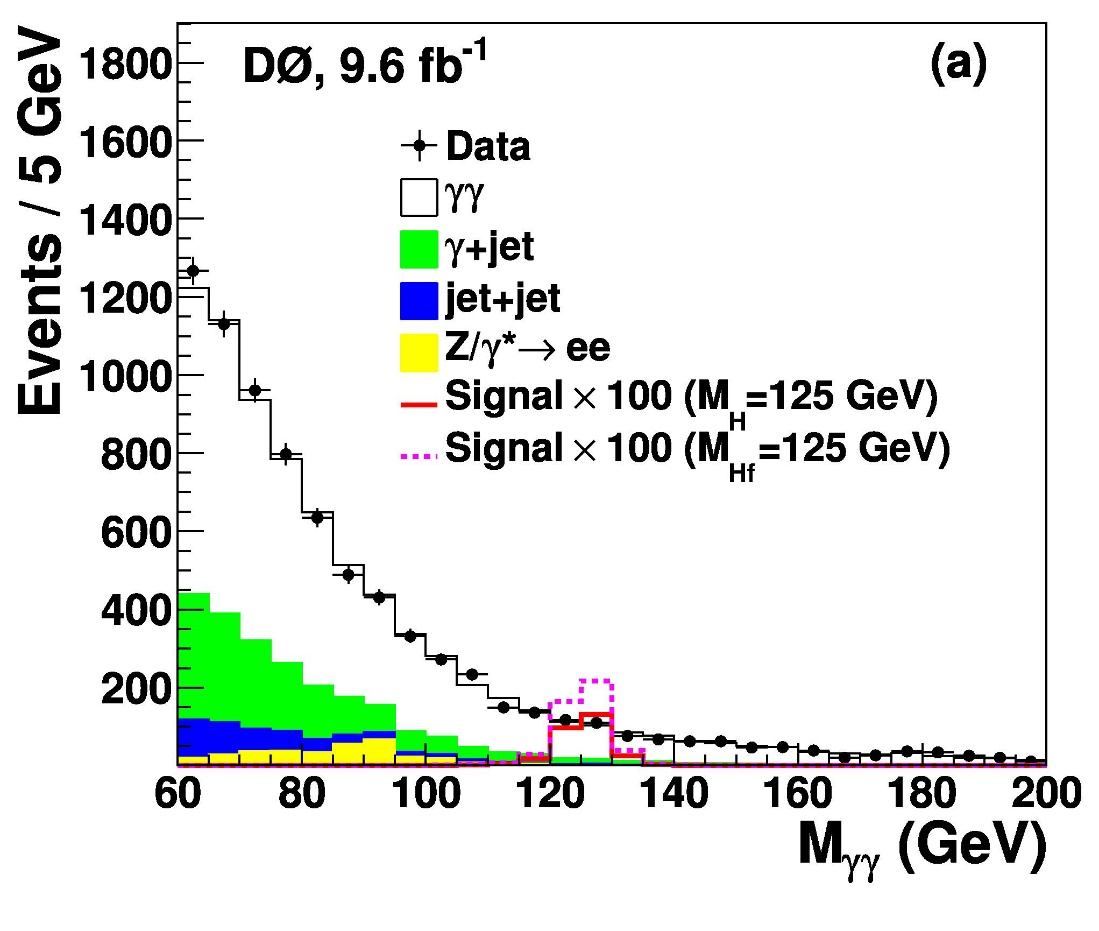 DØ, 9.6 fb-1
(a)
Events / 5 GeV
1800
1600
1400
1200
1000
800
600
400
200
Data
γγ
γ+jet
jet+jet
Z/γ*→ ee
Signal × 100 (MH=125 GeV)
Signal × 100 (MHf=125 GeV)
60 80 100 120 140 160 180 200
Mγγ (GeV)